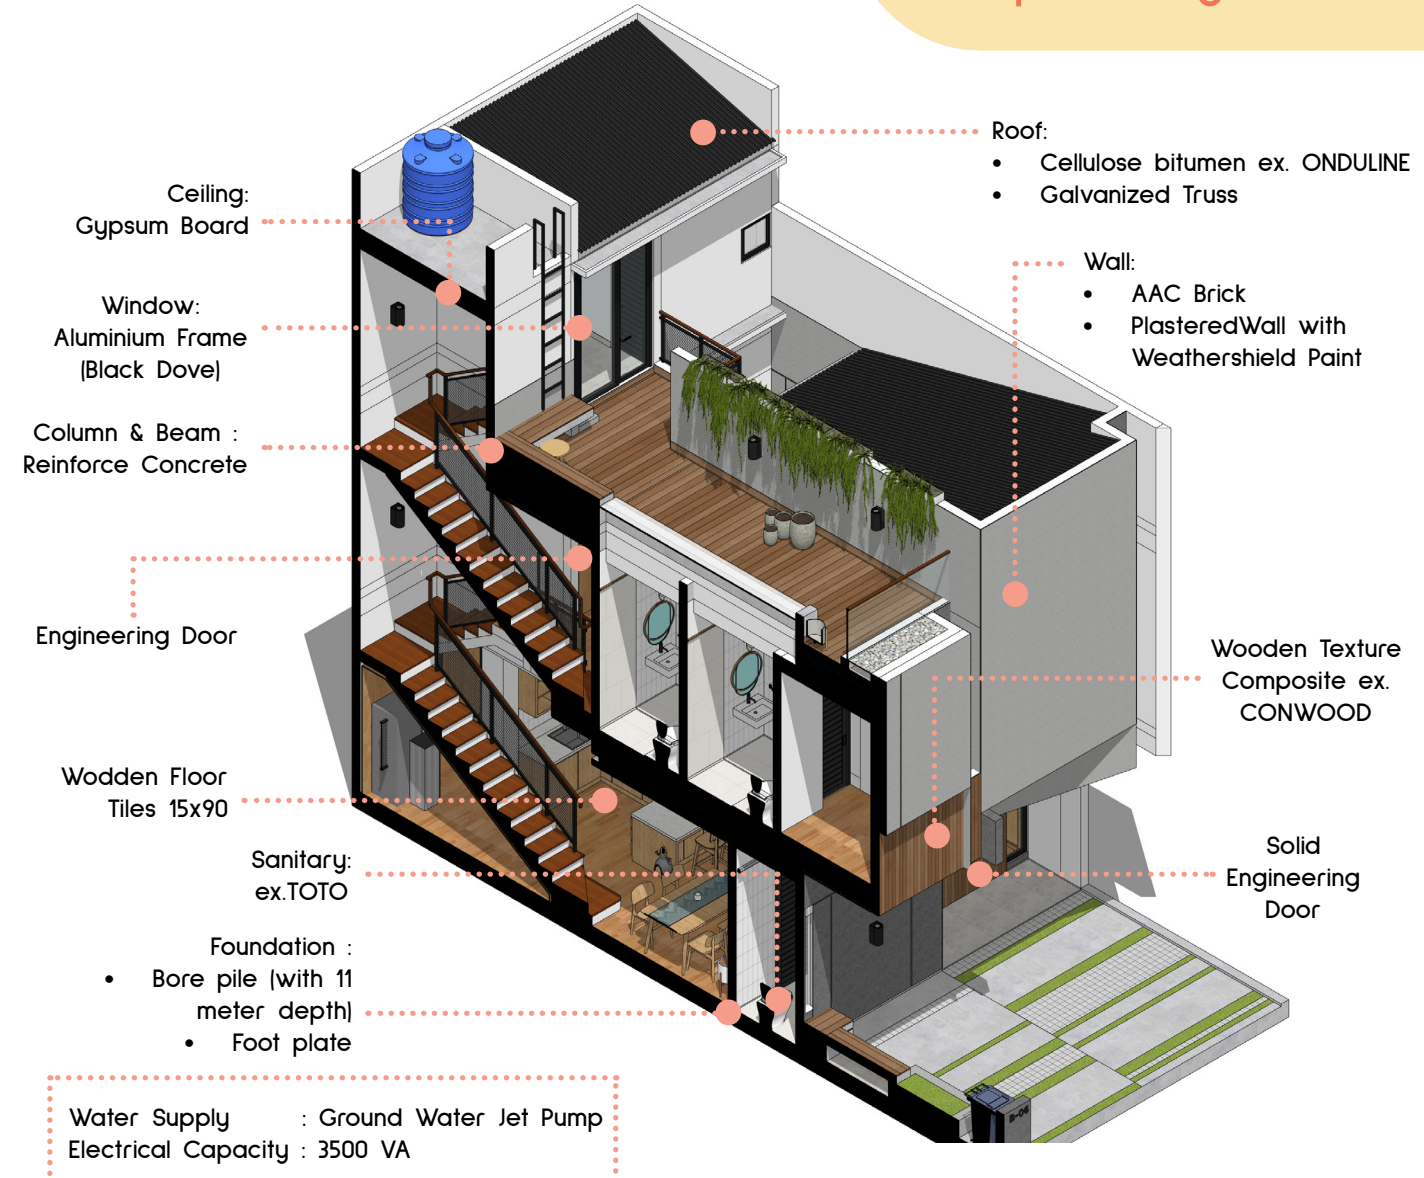 Roof:
• Cellulose bitumen ex. ONDULINE
• Galvanized Truss
Ceiling:
Gypsum Board
Wall:
• AAC Brick
• PlasteredWall with
Weathershield Paint
Window:
Aluminium Frame
(Black Dove)
Column & Beam :
Reinforce Concrete
Engineering Door
Wooden Texture
Composite ex.
CONWOOD
Wodden Floor
Tiles 15x90
Solid
Engineering
Door
Sanitary:
ex.TOTO
Foundation :
• Bore pile (with 11
meter depth)
• Foot plate
Water Supply : Ground Water Jet Pump
Electrical Capacity : 3500 VA
B-06